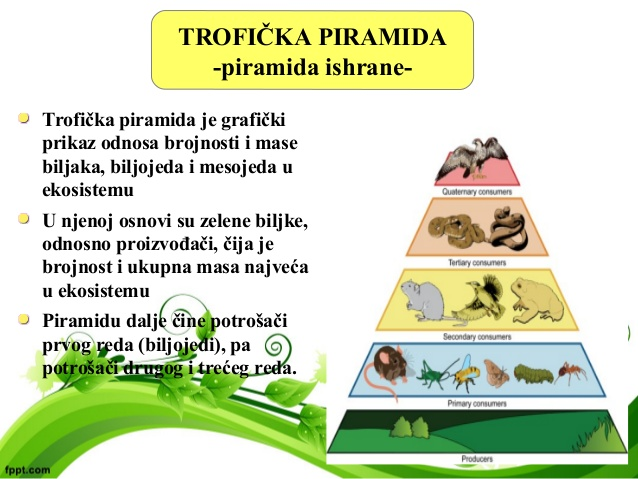 TROFIČKA PIRAMIDA
-piramida ishrane-
Trofička piramida je grafički
prikaz odnosa brojnosti i mase
biljaka, biljojeda i mesojeda u
ekosistemu
U njenoj osnovi su zelene biljke,
odnosno proizvođači, čija je
brojnost i ukupna masa najveća
u ekosistemu
Piramidu dalje čine potrošači
prvog reda (biljojedi), pa
potrošači drugog i trećeg reda.
Quaternary consumers
Tertiary consumers
Secondary consumers
Primary consumers
Producers
fppt.com